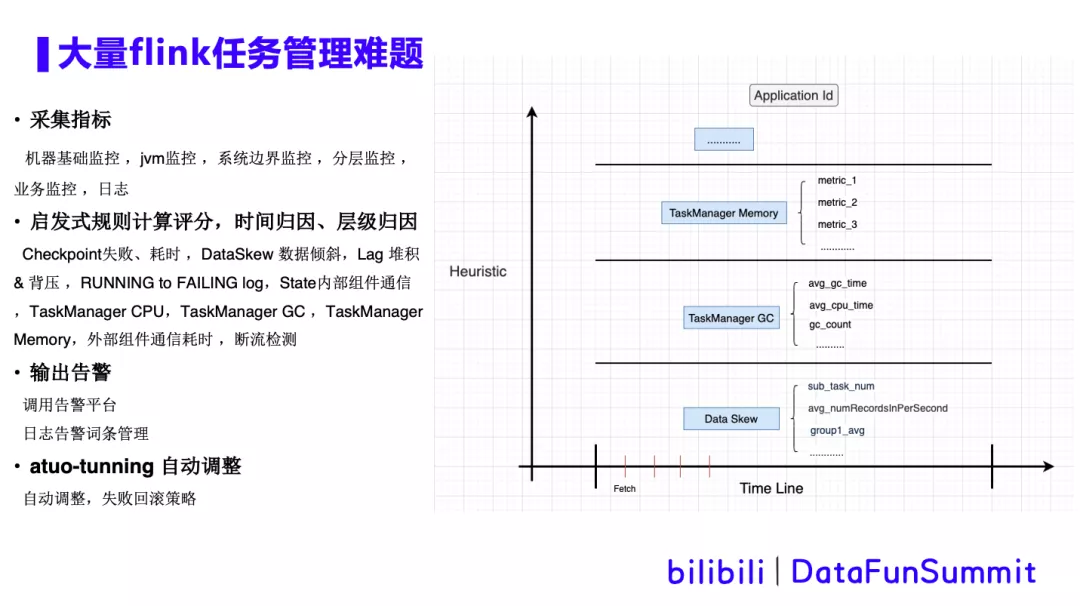 大量flink任务管理难题
• 采集指标
机器基础监控 ，jvm监控 ，系统边界监控 ，分层监控 ，
业务监控 ，日志
• 启发式规则计算评分，时间归因、层级归因
Checkpoint失败、耗时 ，DataSkew 数据倾斜，Lag 堆积
& 背压 ，RUNNING to FAILING log，State内部组件通信
，TaskManager CPU，TaskManager GC ，TaskManager
Memory，外部组件通信耗时 ，断流检测
• 输出告警
调用告警平台
日志告警词条管理
• atuo-tunning 自动调整
自动调整，失败回滚策略
Application Id
...........
TaskManager Memory
metric_1
metric_2
metric_3
............
Heuristic
TaskManager GC
avg_gc_time
avg_cpu_time
gc_count
..........
Data Skew
sub_task_num
avg_numRecordsInPerSecond
group1_avg
............
Fetch
Time Line
bilibili | DataFunSummit